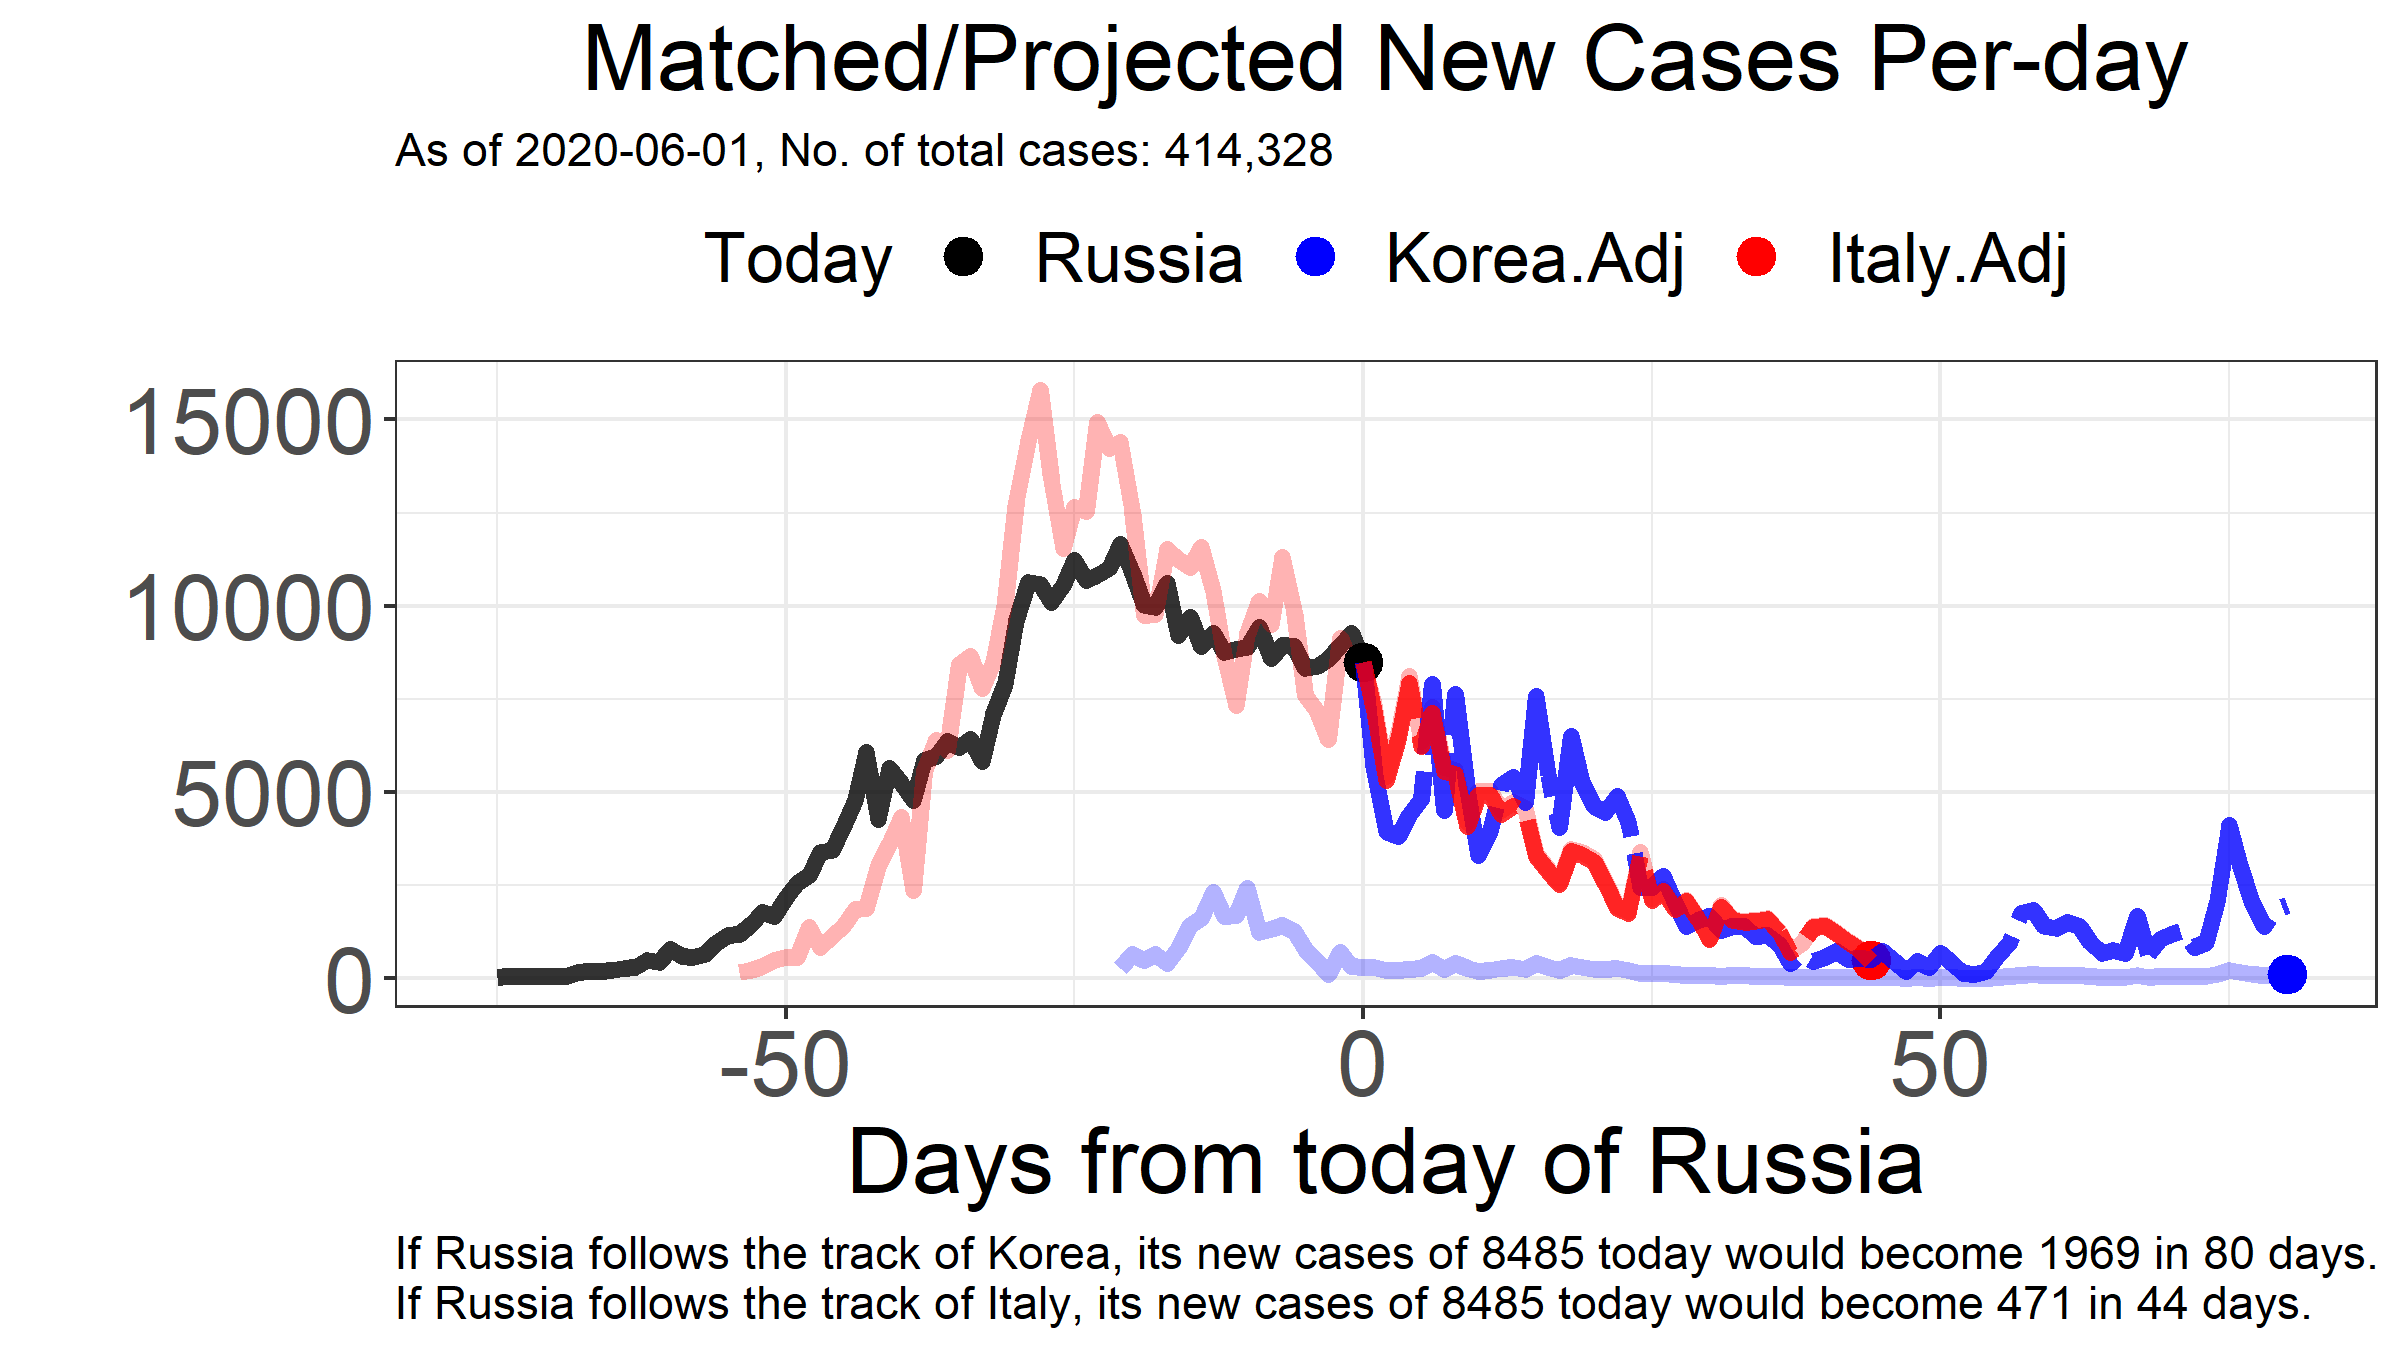 Matched/Projected New Cases Per-day
As of 2020-06-01, No. of total cases: 414,328
Today Russia Korea.Adj Italy.Adj
15000
10000
5000
0
-50 0 50
Days from today of Russia
If Russia follows the track of Korea, its new cases of 8485 today would become 1969 in 80 days.
If Russia follows the track of Italy, its new cases of 8485 today would become 471 in 44 days.